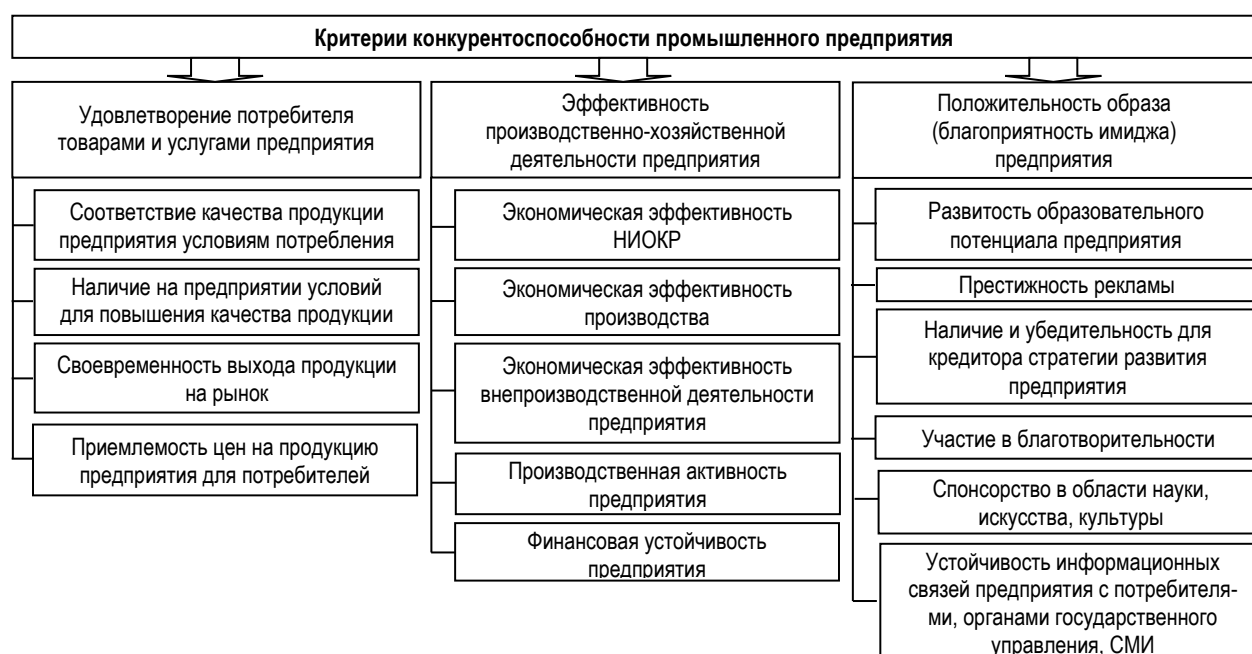 Критерии конкурентоспособности промышленного предприятия
Удовлетворение потребителя
товарами и услугами предприятия
Соответствие качества продукции
предприятия условиям потребления
Наличие на предприятии условий
для повышения качества продукции
Своевременность выхода продукции
на рынок
Приемлемость цен на продукцию
предприятия для потребителей
Эффективность
производственно-хозяйственной
деятельности предприятия
Экономическая эффективность
НИОКР
Экономическая эффективность
производства
Экономическая эффективность
внепроизводственной деятельности
предприятия
Производственная активность
предприятия
Финансовая устойчивость
предприятия
Положительность образа
(благоприятность имиджа)
предприятия
Развитость образовательного
потенциала предприятия
Престижность рекламы
Наличие и убедительность для
кредитора стратегии развития
предприятия
Участие в благотворительности
Спонсорство в области науки,
искусства, культуры
Устойчивость информационных
связей предприятия с потребителя-
ми, органами государственного
управления, СМИ